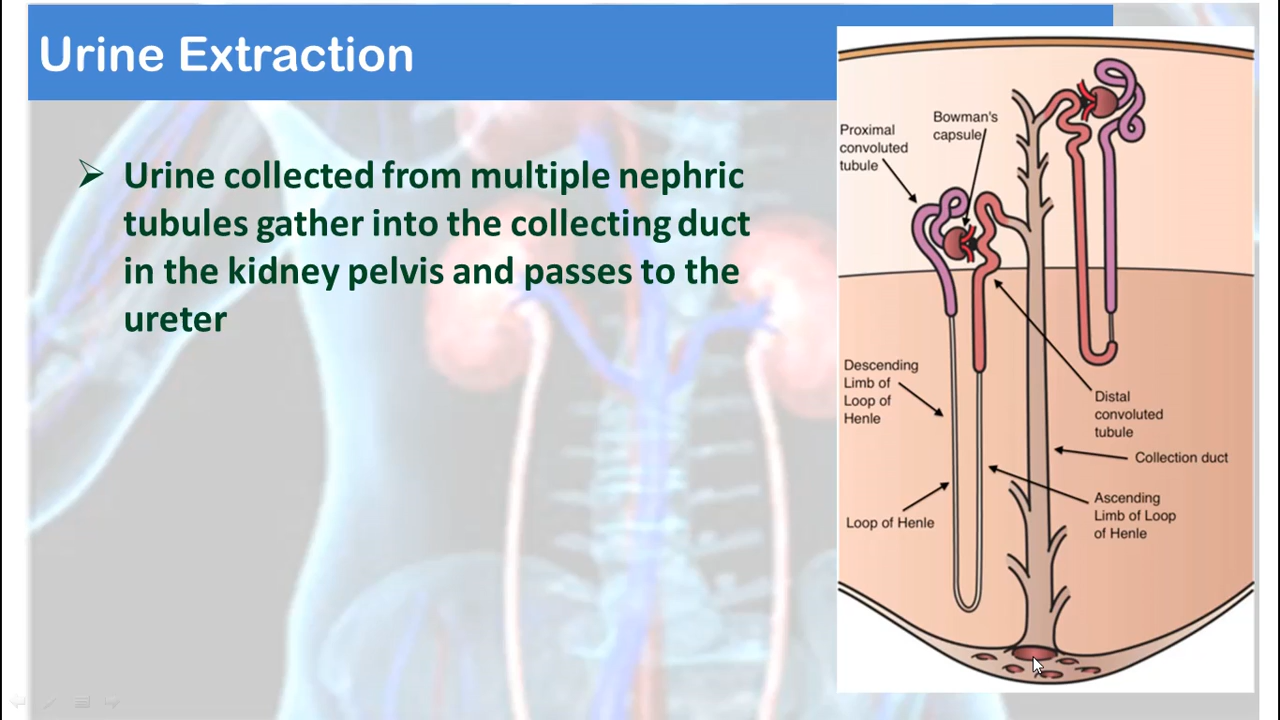 Urine Extraction
➢ Urine collected from multiple nephric
tubules gather into the collecting duct
in the kidney pelvis and passes to the
ureter
Bowman's
capsule
Proximal
convoluted
tubule
Descending
Limb of
Loop of
Henle
Distal
convoluted
tubule
Collection duct
Ascending
Limb of Loop
of Henle
Loop of Henle